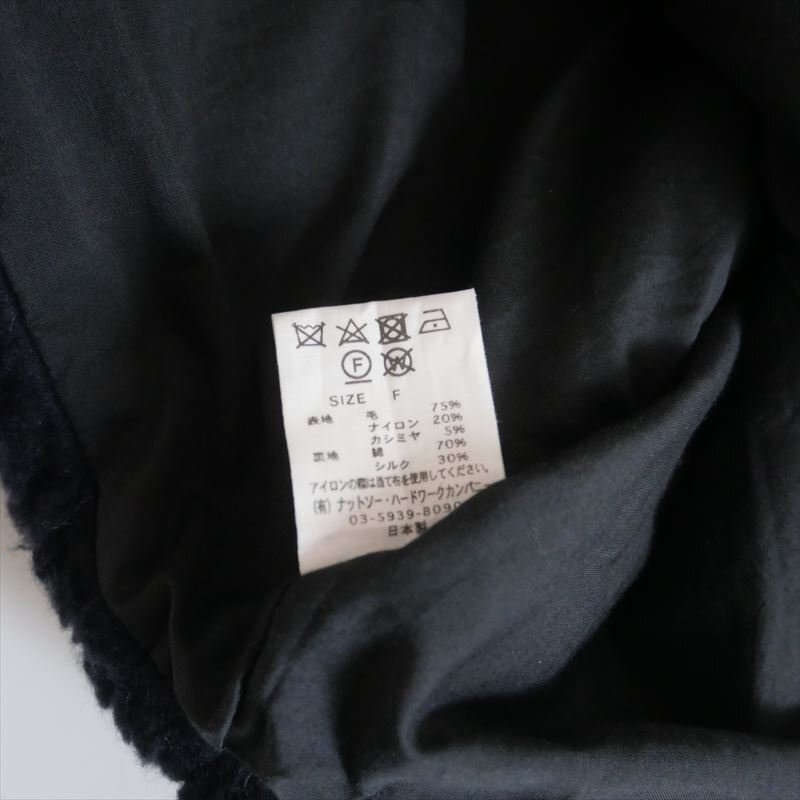 F
W
SIZE F
表地 毛 75%
ナイロン 20%
カシミヤ 5%
裏地 綿 70%
シルク 30%
アイロンの際は当て布を使用してください。
(有)ナットソー・ハードワークカンパニー
03-5939-8090
日本製